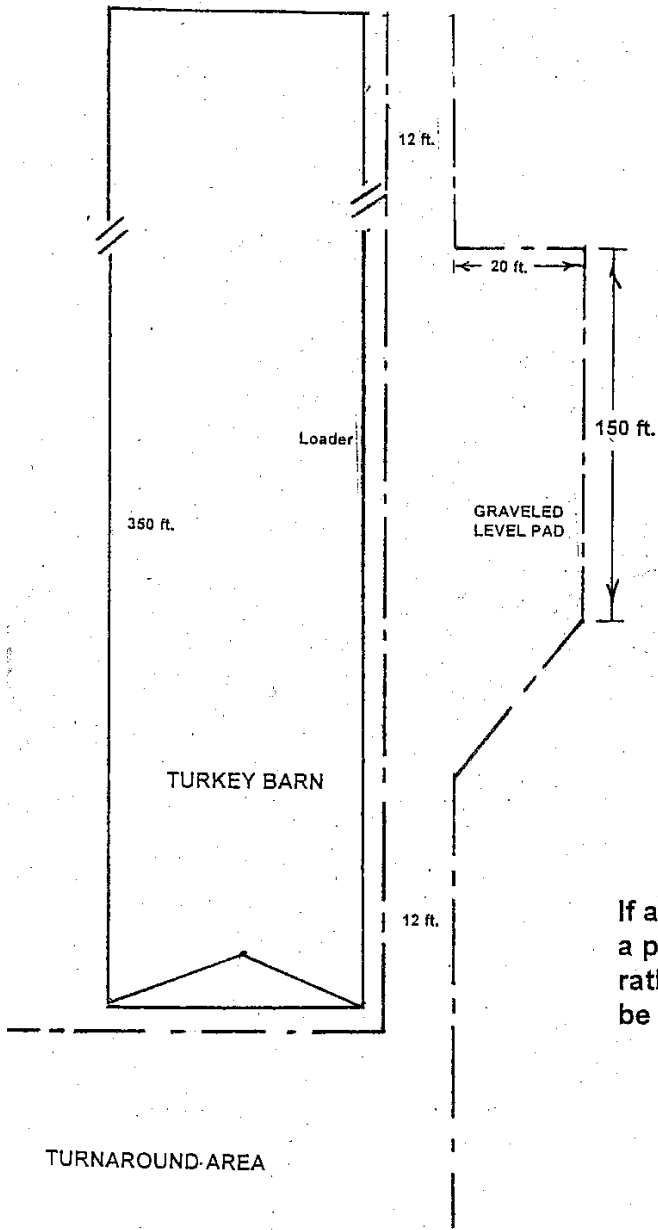 12 ft.
20 ft.
150 ft.
Loader
GRAVELED
LEVEL PAD
350 ft.
TURKEY BARN
12 ft.
If a
a p
rati
be
TURNAROUND AREA